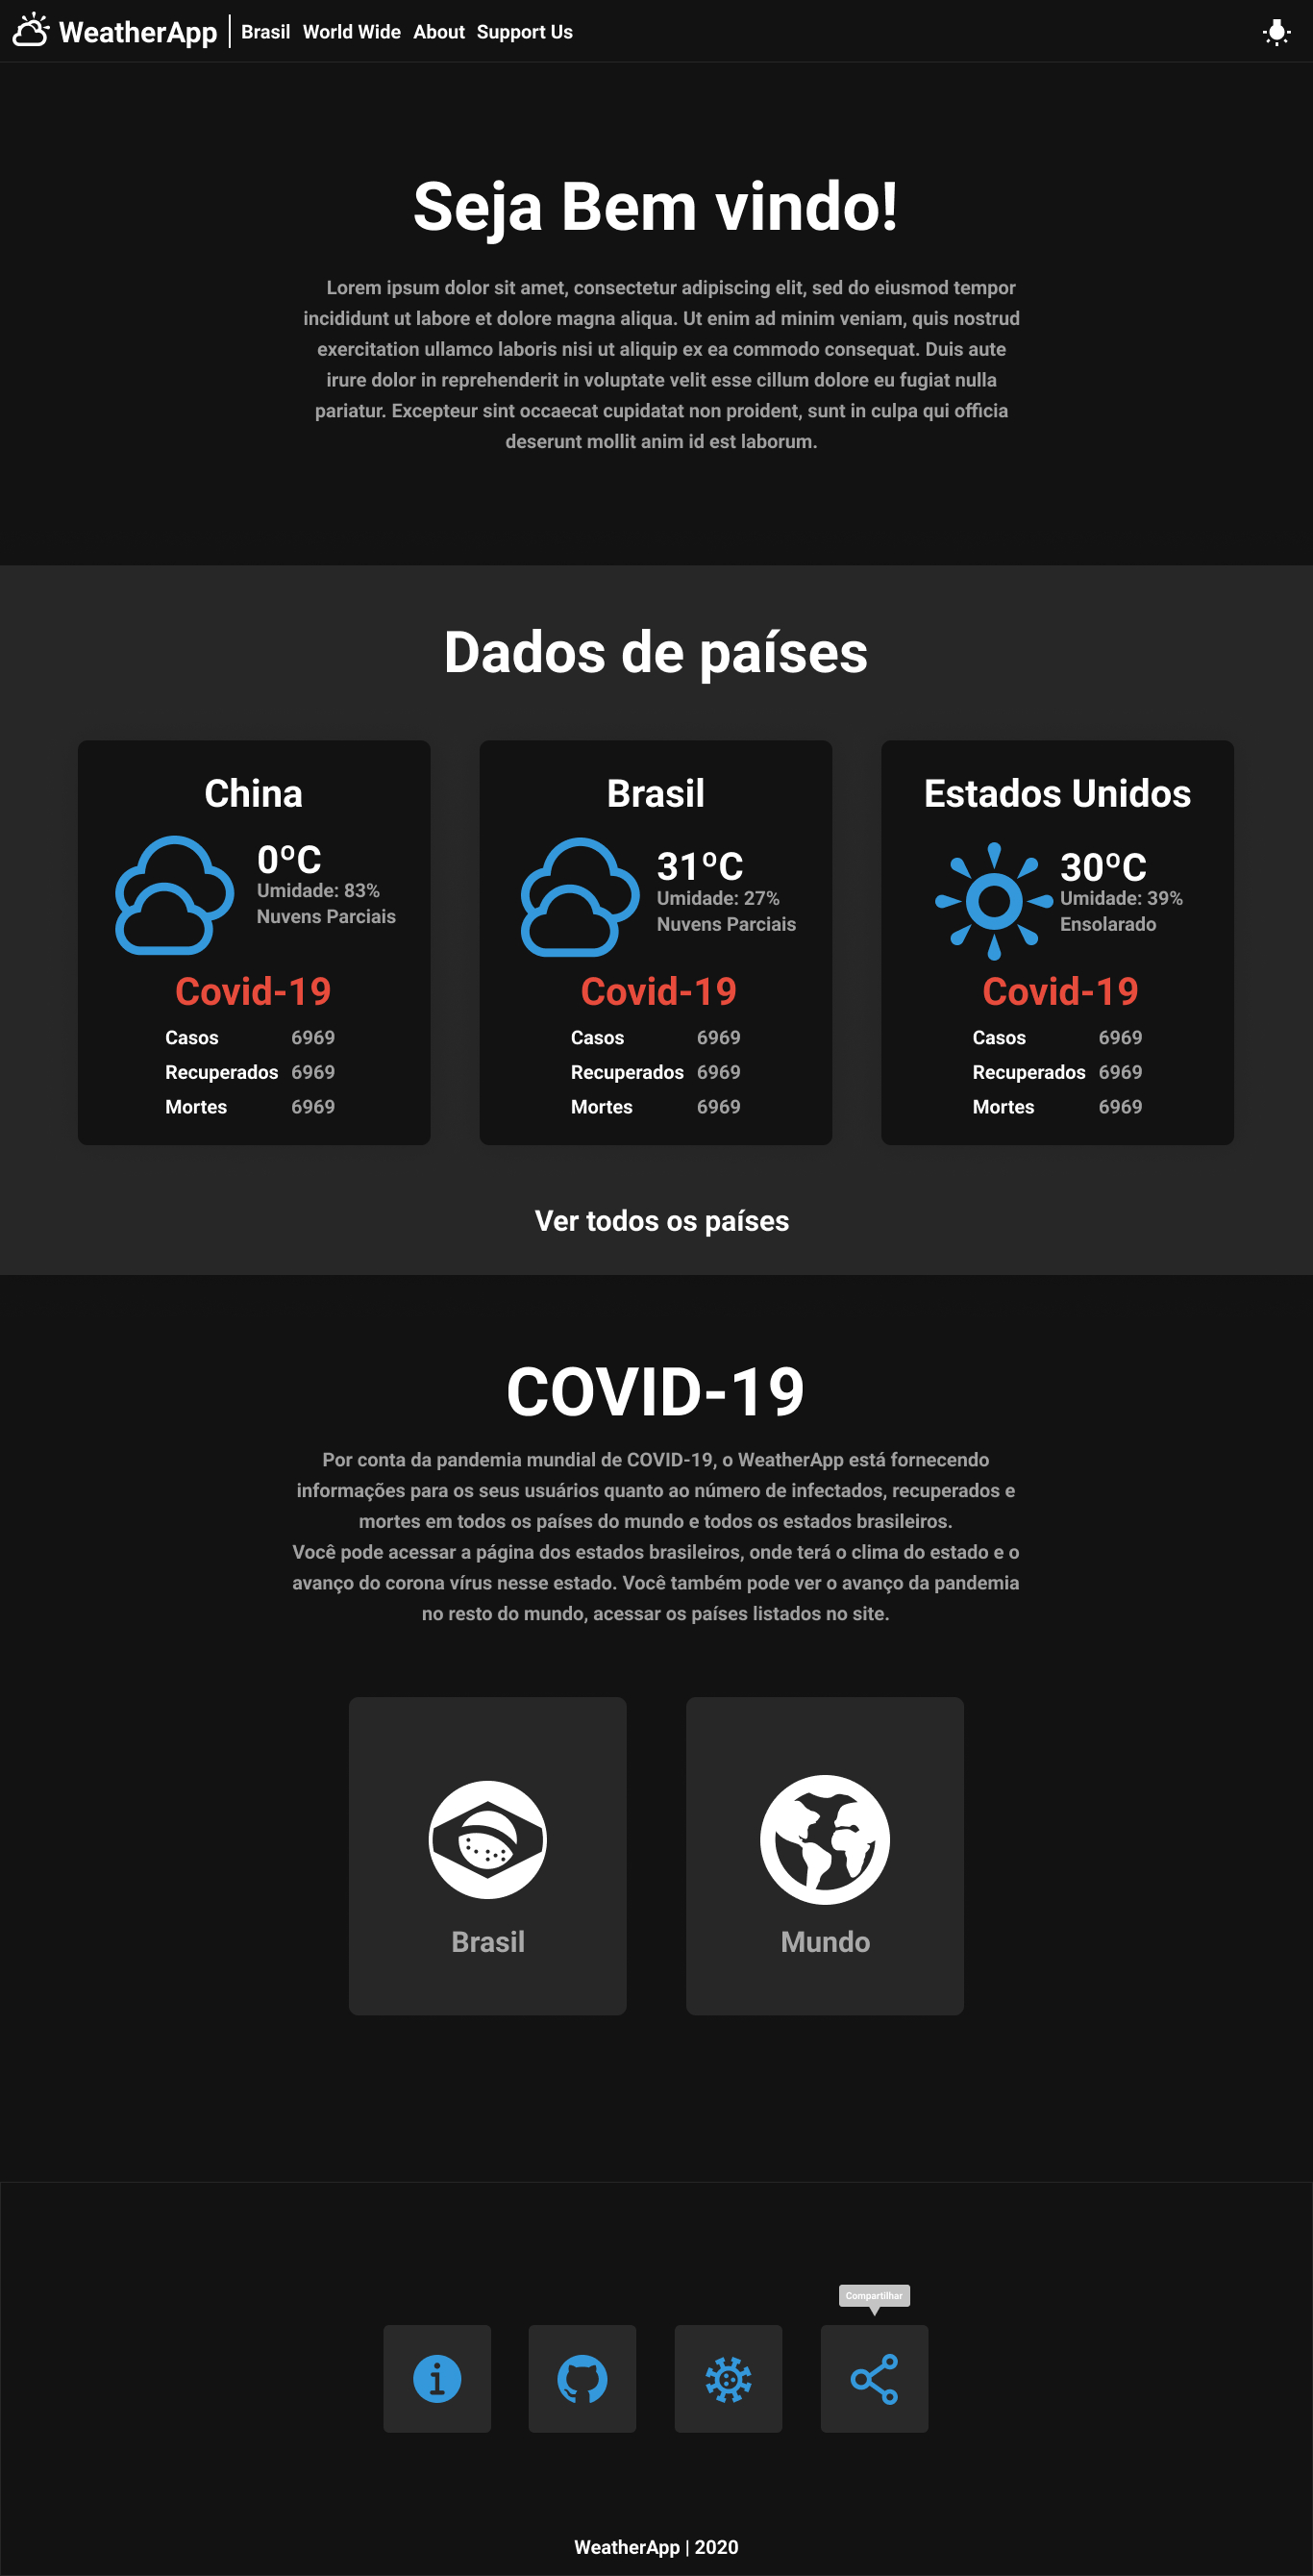 WeatherApp | Brasil World Wide About Support Us
Seja Bem vindo!
Lorem ipsum dolor sit amet, consectetur adipiscing elit, sed do eiusmod tempor
incididunt ut labore et dolore magna aliqua. Ut enim ad minim veniam, quis nostrud
exercitation ullamco laboris nisi ut aliquip ex ea commodo consequat. Duis aute
irure dolor in reprehenderit in voluptate velit esse cillum dolore eu fugiat nulla
pariatur. Excepteur sint occaecat cupidatat non proident, sunt in culpa qui officia
deserunt mollit anim id est laborum.
Dados de países
China
0ºC
Umidade: 83%
Nuvens Parciais
Covid-19
Casos 6969
Recuperados 6969
Mortes 6969
Brasil
31ºC
Umidade: 27%
Nuvens Parciais
Covid-19
Casos 6969
Recuperados 6969
Mortes 6969
Estados Unidos
30ºC
Umidade: 39%
Ensolarado
Covid-19
Casos 6969
Recuperados 6969
Mortes 6969
Ver todos os países
COVID-19
Por conta da pandemia mundial de COVID-19, o WeatherApp está fornecendo
informações para os seus usuários quanto ao número de infectados, recuperados e
mortes em todos os países do mundo e todos os estados brasileiros.
Você pode acessar a página dos estados brasileiros, onde terá o clima do estado e o
avanço do corona vírus nesse estado. Você também pode ver o avanço da pandemia
no resto do mundo, acessar os países listados no site.
Brasil
Mundo
Compartilhar
WeatherApp | 2020